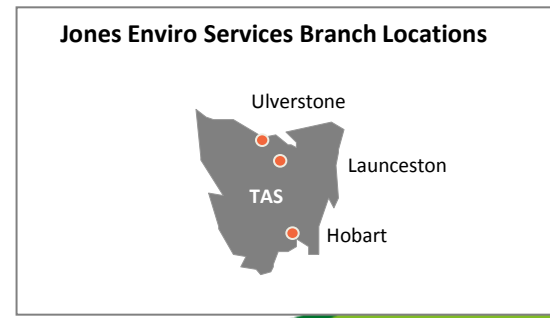 Jones Enviro Services Branch Locations
Ulverstone
Launceston
TAS
Hobart